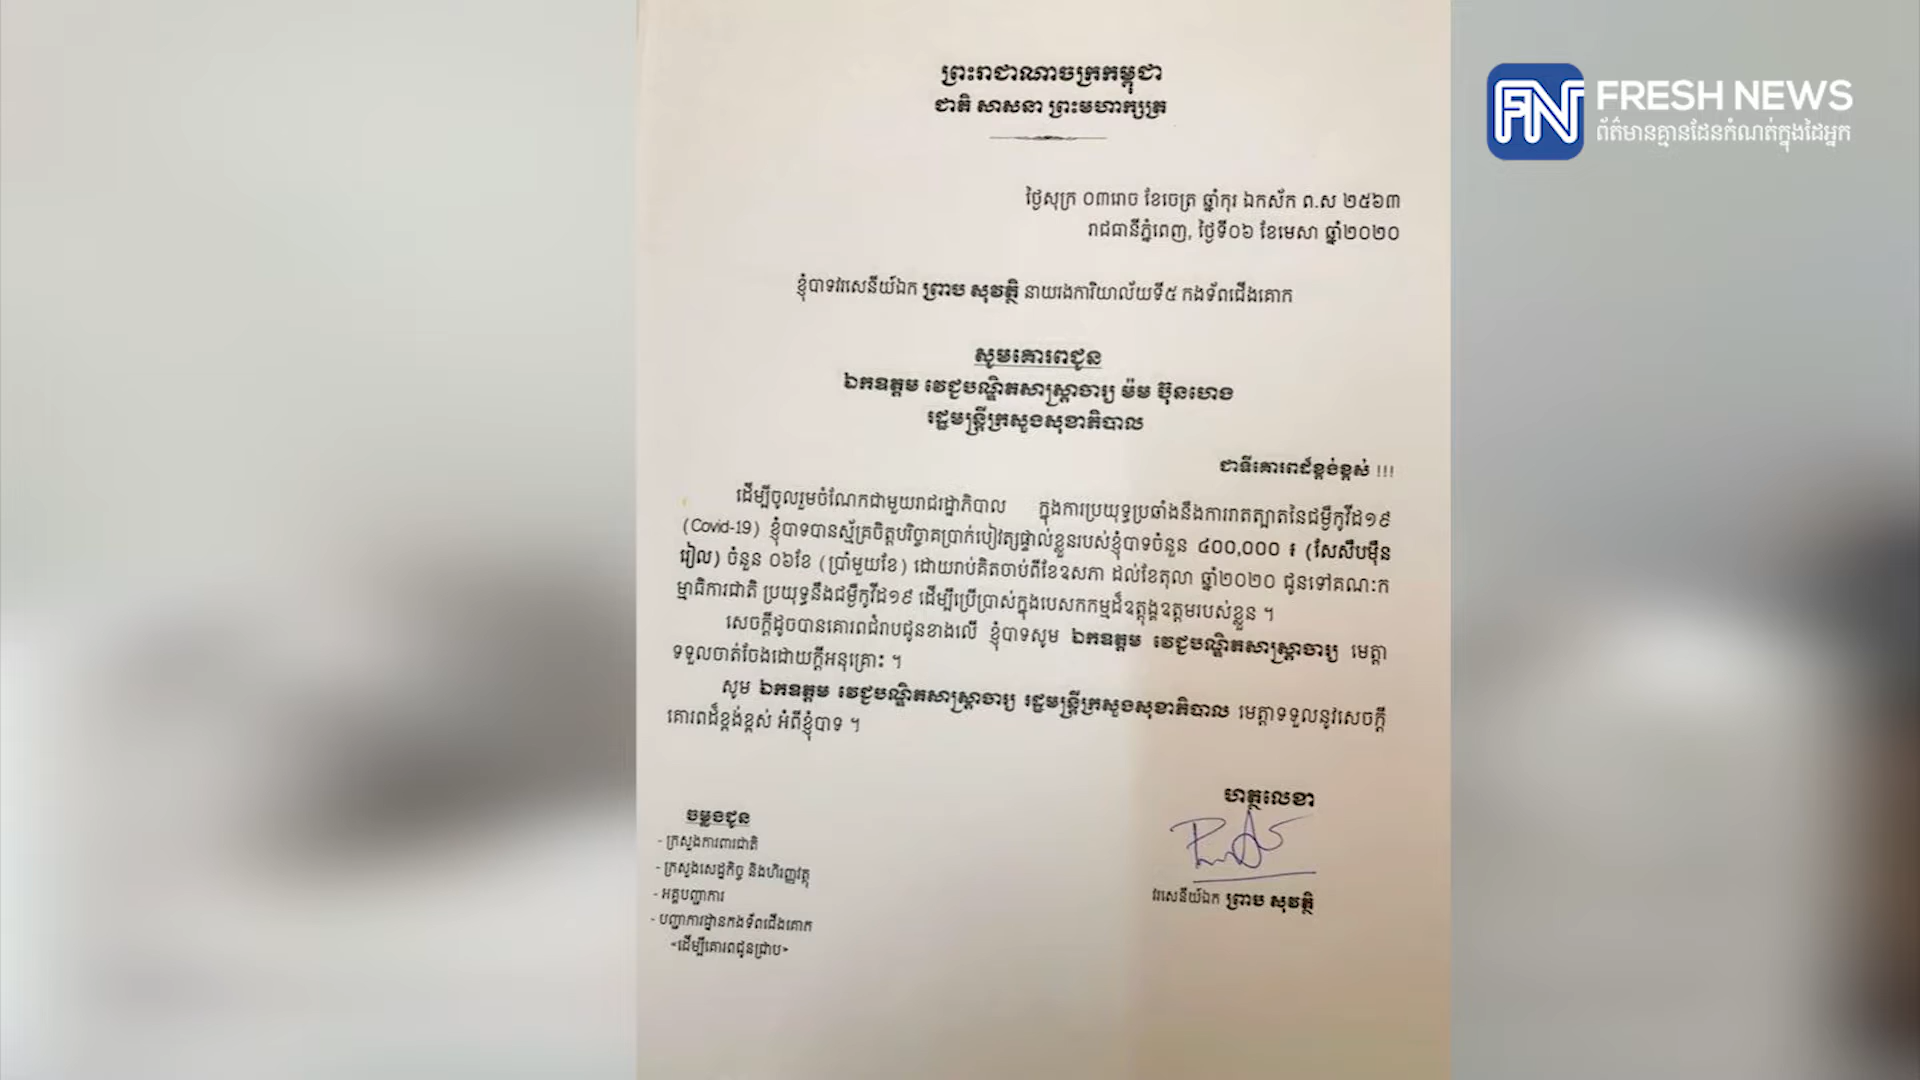 ព្រះរាជាណាចក្រកម្ពុជា
ជាតិ សាសនា ព្រះមហាក្សត្រ
FRESH NEWS
ព័ត៌មានគ្មានដែនកំណត់ក្នុងដៃអ្នក
ថ្ងៃសុក្រ ០៣រោច ខែចេត្រ ឆ្នាំកុរ ឯកស័ក ព.ស ២៥៦៣
រាជធានីភ្នំពេញ, ថ្ងៃទី០៦ ខែមេសា ឆ្នាំ២០២០
ខ្ញុំបាទវរសេនីយ៍ឯក ព្រាប សុវត្ថិ នាយរងការិយាល័យទី៥ កងទ័ពជើងគោក
សូមគោរពជូន
ឯកឧត្តម វេជ្ជបណ្ឌិតសាស្ត្រាចារ្យ ម៉ម ប៊ុនហេង
រដ្ឋមន្ត្រីក្រសួងសុខាភិបាល
ជាទីគោរពដ៏ខ្ពង់ខ្ពស់ !!!
ដើម្បីចូលរួមចំណែកជាមួយរាជរដ្ឋាភិបាល ក្នុងការប្រយុទ្ធប្រឆាំងនឹងការរាតត្បាតនៃជម្ងឺកូវីដ១៩
(Covid-19) ខ្ញុំបាទបានស្ម័គ្រចិត្តបរិច្ចាគប្រាក់បៀវត្សផ្ទាល់ខ្លួនរបស់ខ្ញុំបាទចំនួន ៤០០,០០០ ៛ (សែសឹបម៉ឺន
រៀល) ចំនួន ០៦ខែ (ប្រាំមួយខែ) ដោយរាប់គិតចាប់ពីខែឧសភា ដល់ខែតុលា ឆ្នាំ២០២០ ជូនទៅគណៈក
ម្មាធិការជាតិ ប្រយុទ្ធនឹងជម្ងឺកូវីដ១៩ ដើម្បីប្រើប្រាស់ក្នុងបេសកកម្មដ៏ឧត្តុង្គឧត្តមរបស់ខ្លួន ។
សេចក្តីដូចបានគោរពជំរាបជូនខាងលើ ខ្ញុំបាទសូម ឯកឧត្តម វេជ្ជបណ្ឌិតសាស្ត្រាចារ្យ មេត្តា
ទទួលចាត់ចែងដោយក្តីអនុគ្រោះ ។
សូម ឯកឧត្តម វេជ្ជបណ្ឌិតសាស្ត្រាចារ្យ រដ្ឋមន្ត្រីក្រសួងសុខាភិបាល មេត្តាទទួលនូវសេចក្តី
គោរពដ៏ខ្ពង់ខ្ពស់ អំពីខ្ញុំបាទ ។
ហត្ថលេខា
វរសេនីយ៍ឯក ព្រាប សុវត្ថិ
ចម្លងជូន
- ក្រសួងការពារជាតិ
- ក្រសួងសេដ្ឋកិច្ច និងហិរញ្ញវត្ថុ
- អគ្គបញ្ជាការ
- បញ្ជាការដ្ឋានកងទ័ពជើងគោក
«ដើម្បីគោរពជូនជ្រាប»